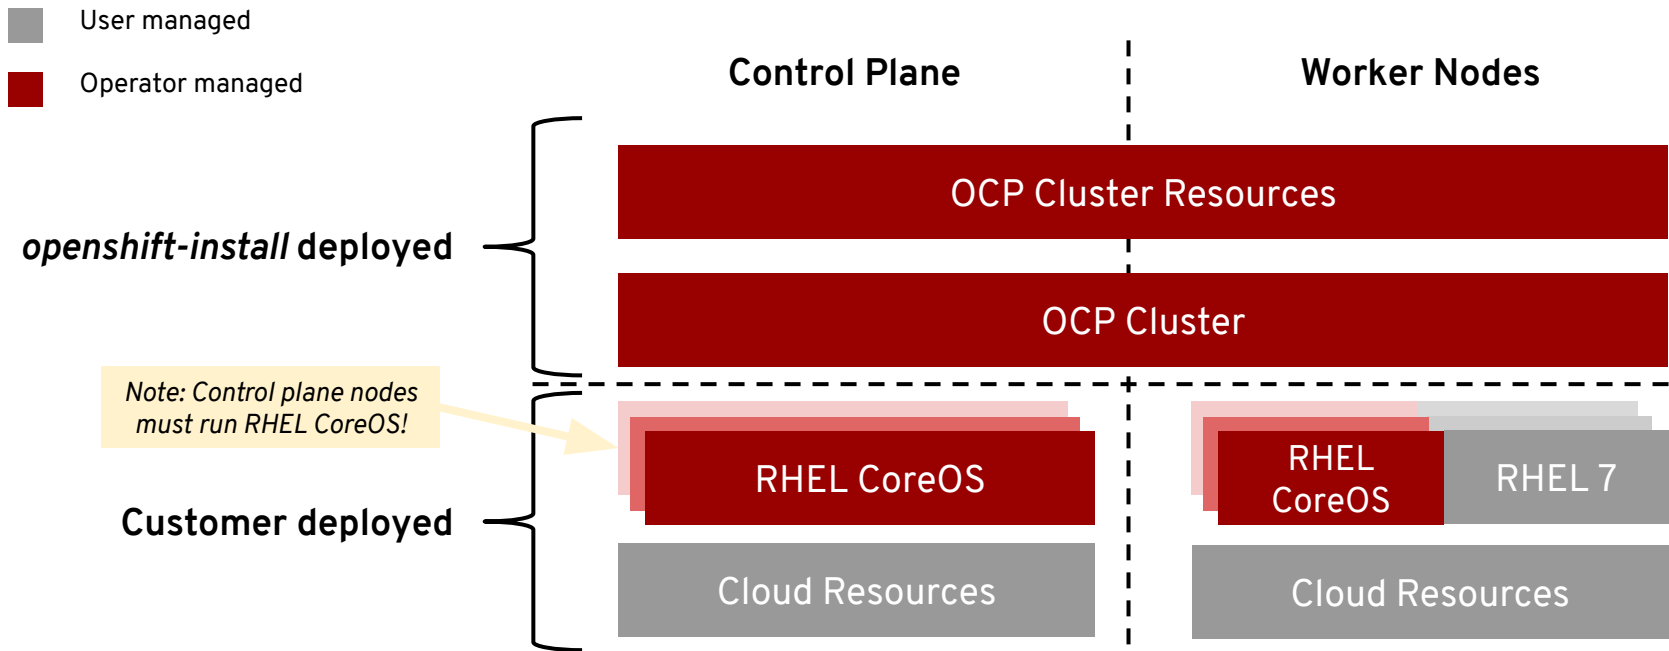 User managed
Operator managed
Control Plane
Worker Nodes
OCP Cluster Resources
openshift-install deployed
OCP Cluster
Note: Control plane nodes
must run RHEL CoreOS!
RHEL CoreOS
RHEL
CoreOS
RHEL 7
Customer deployed
Cloud Resources
Cloud Resources